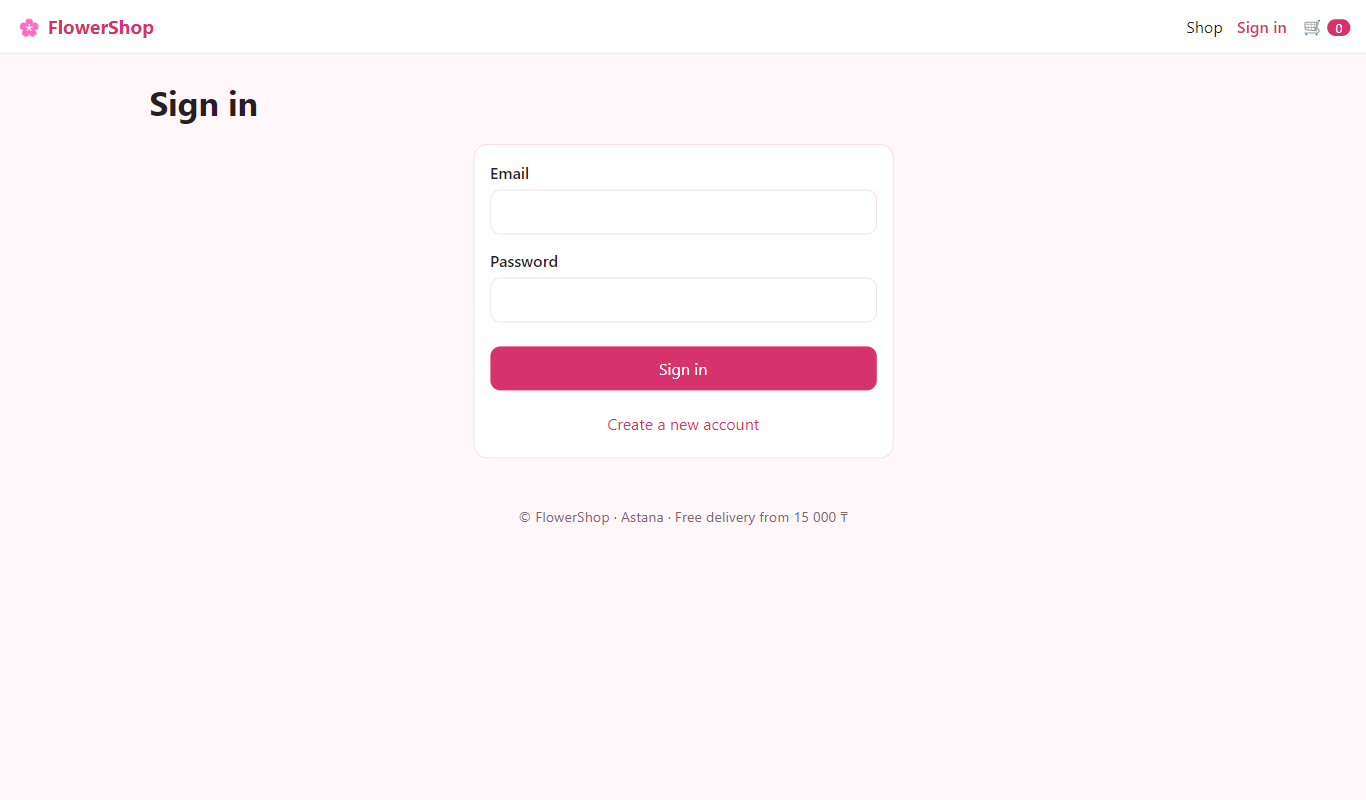 FlowerShop
Shop
Sign in
0
Sign in
Email
Password
Sign in
Create a new account
© FlowerShop · Astana · Free delivery from 15 000 ₸